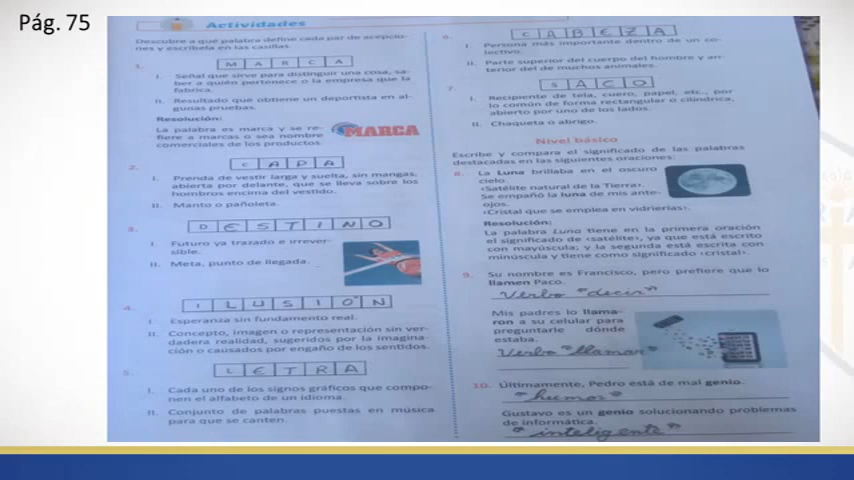 Pág. 75
Actividades
Descubre a qué palabra define cada par de acepcio-
nes y escríbela en las casillas.
1.
M A R C A
I. Señal que sirve para distinguir una cosa, sa-
ber a quién pertenece o la empresa que la
fabrica.
II. Resultado que obtiene un deportista en al-
gunas pruebas.
Resolución:
La palabra es marca y se re-
fiere a marcas o sea nombre
comerciales de los productos.
MARCA
2.
C A P A
I. Prenda de vestir larga y suelta, sin mangas,
abierta por delante, que se lleva sobre los
hombros encima del vestido.
II. Manto o pañoleta.
3.
D E S T I N O
I. Futuro ya trazado e irrever-
sible.
II. Meta, punto de llegada.
4.
I L U S I Ó N
I. Esperanza sin fundamento real.
II. Concepto, imagen o representación sin ver-
dadera realidad, sugeridos por la imagina-
ción o causados por engaño de los sentidos.
5.
L E T R A
I. Cada uno de los signos gráficos que compo-
nen el alfabeto de un idioma.
II. Conjunto de palabras puestas en música
para que se canten.
6.
C A B E Z A
I. Persona más importante dentro de un co-
lectivo.
II. Parte superior del cuerpo del hombre y an-
terior del de muchos animales.
7.
S A C O
I. Recipiente de tela, cuero, papel, etc., por
lo común de forma rectangular o cilíndrica,
abierto por uno de los lados.
II. Chaqueta o abrigo.
Nivel básico
Escribe y compara el significado de las palabras
destacadas en las siguientes oraciones:
8. La Luna brillaba en el oscuro
cielo.
‹Satélite natural de la Tierra›.
Se empañó la luna de mis ante-
ojos.
‹Cristal que se emplea en vidrierías›.
Resolución:
La palabra Luna tiene en la primera oración
el significado de ‹satélite›, ya que está escrito
con mayúscula; y la segunda está escrita con
minúscula y tiene como significado ‹cristal›.
9. Su nombre es Francisco, pero prefiere que lo
llamen Paco.
Verbo "decir"
Mis padres lo llama-
ron a su celular para
preguntarle dónde
estaba.
Verbo "llamar"
10. Últimamente, Pedro está de mal genio.
"humor"
Gustavo es un genio solucionando problemas
de informática.
"inteligente"